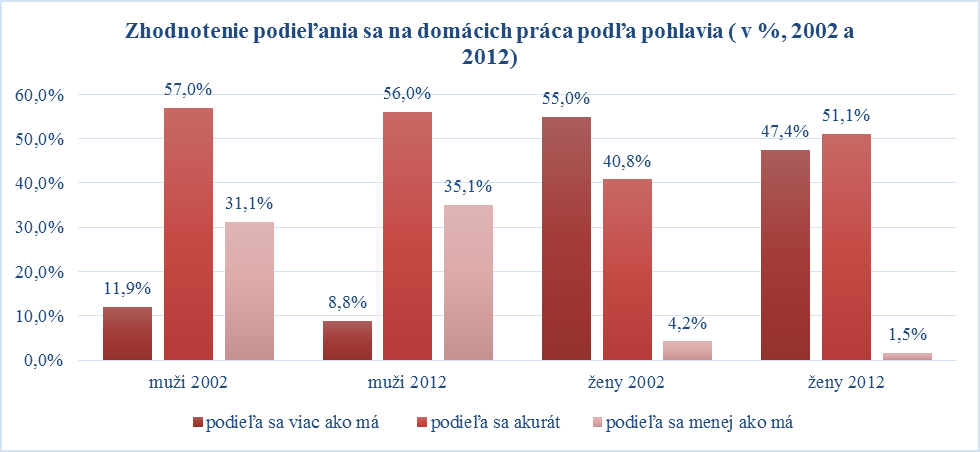 Zhodnotenie podieľania sa na domácich práca podľa pohlavia ( v %, 2002 a
2012)
60,0%
50,0%
40,0%
30,0%
20,0%
10,0%
0,0%
11,9%
57,0%
31,1%
8,8%
56,0%
35,1%
55,0%
40,8%
4,2%
47,4%
51,1%
1,5%
muži 2002
muži 2012
ženy 2002
ženy 2012
podieľa sa viac ako má
podieľa sa akurát
podieľa sa menej ako má